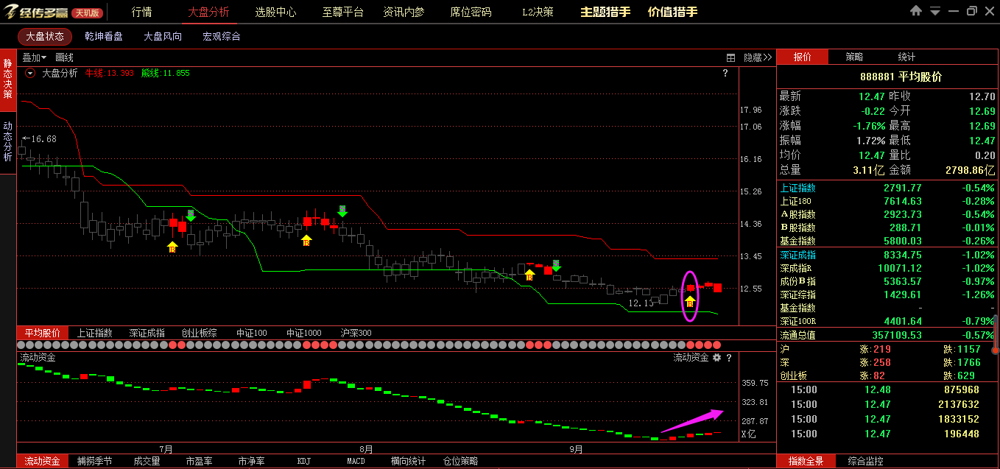 经传多赢 天玑版 行情 大盘分析 选股中心 至尊平台 资讯内参 席位密码 L2决策 主题猎手 价值猎手
大盘状态 乾坤看盘 大盘风向 宏观综合
静态决策
动态分析
叠加 画线 隐藏>>
大盘分析 牛线:13.393 熊线:11.855 ?
17.96
17.06
16.16
15.26
14.36
13.45
12.55
←16.68
S
B
S
B
S
B
12.13
B
平均股价 上证指数 深证成指 创业板综 中证100 中证1000 沪深300
流动资金 流动资金 ?
359.75
323.81
287.87
X亿
7月 8月 9月
流动资金 捕捞季节 成交量 市盈率 市净率 KDJ MACD 横向统计 仓位策略
报价 策略 统计
888881 平均股价
最新 12.47 昨收 12.70
涨跌 -0.22 今开 12.69
涨幅 -1.76% 最高 12.69
振幅 1.72% 最低 12.47
均价 12.47 量比 0.20
总量 3.11亿 金额 2798.86亿
上证指数 2791.77 -0.54%
上证180 7614.63 -0.28%
A股指数 2923.73 -0.54%
B股指数 288.71 -0.01%
基金指数 5800.03 -0.26%
深证成指 8334.75 -1.02%
深成指R 10071.12 -1.02%
成份B指 5363.57 -0.97%
深证综指 1429.61 -1.26%
基金指数 - -
深证100R 4401.64 -0.79%
流通总值 357109.53 -0.57%
沪 涨:219 跌:1157
深 涨:258 跌:1766
创业板 涨:82 跌:629
15:00 12.48 875968
15:00 12.47 2137632
15:00 12.47 1833152
15:00 12.47 196448
指数全景 综合监控